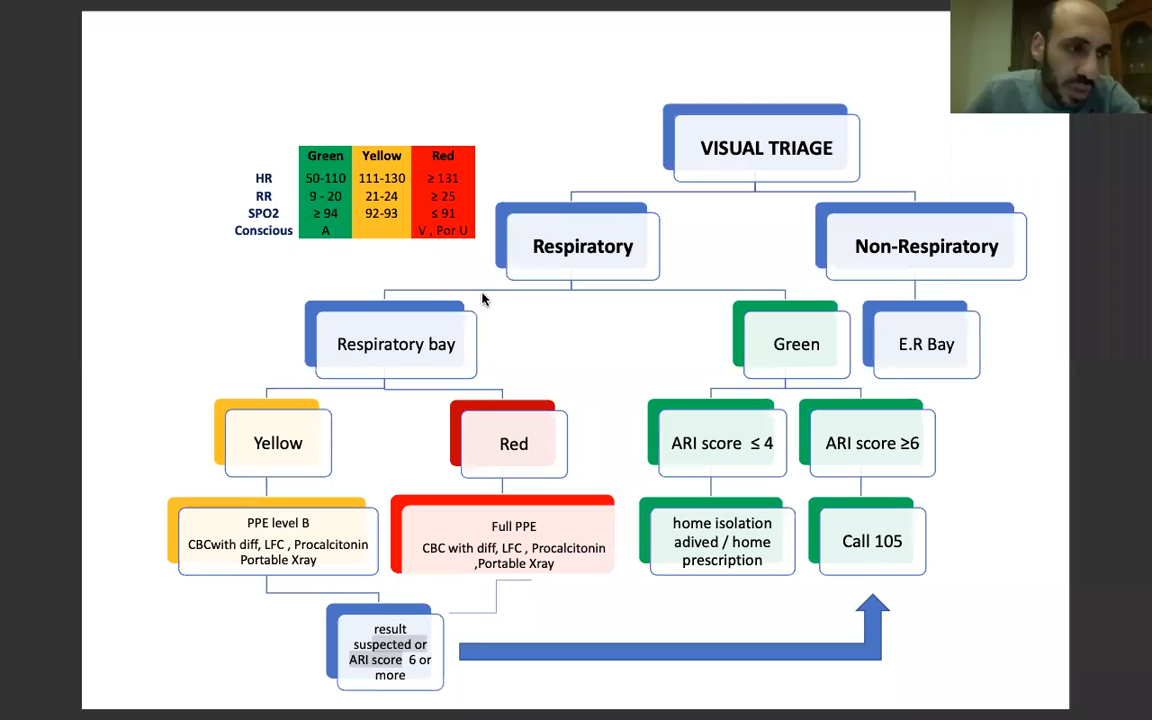 VISUAL TRIAGE
Green Yellow Red
HR 50-110 111-130 ≥ 131
RR 9 - 20 21-24 ≥ 25
SPO2 ≥ 94 92-93 ≤ 91
Conscious A V , Por U
Respiratory
Non-Respiratory
Respiratory bay
Green
E.R Bay
Yellow
Red
ARI score ≤ 4
ARI score ≥6
PPE level B
CBCwith diff, LFC , Procalcitonin
Portable Xray
Full PPE
CBC with diff, LFC , Procalcitonin
,Portable Xray
home isolation
adived / home
prescription
Call 105
result
suspected or
ARI score 6 or
more